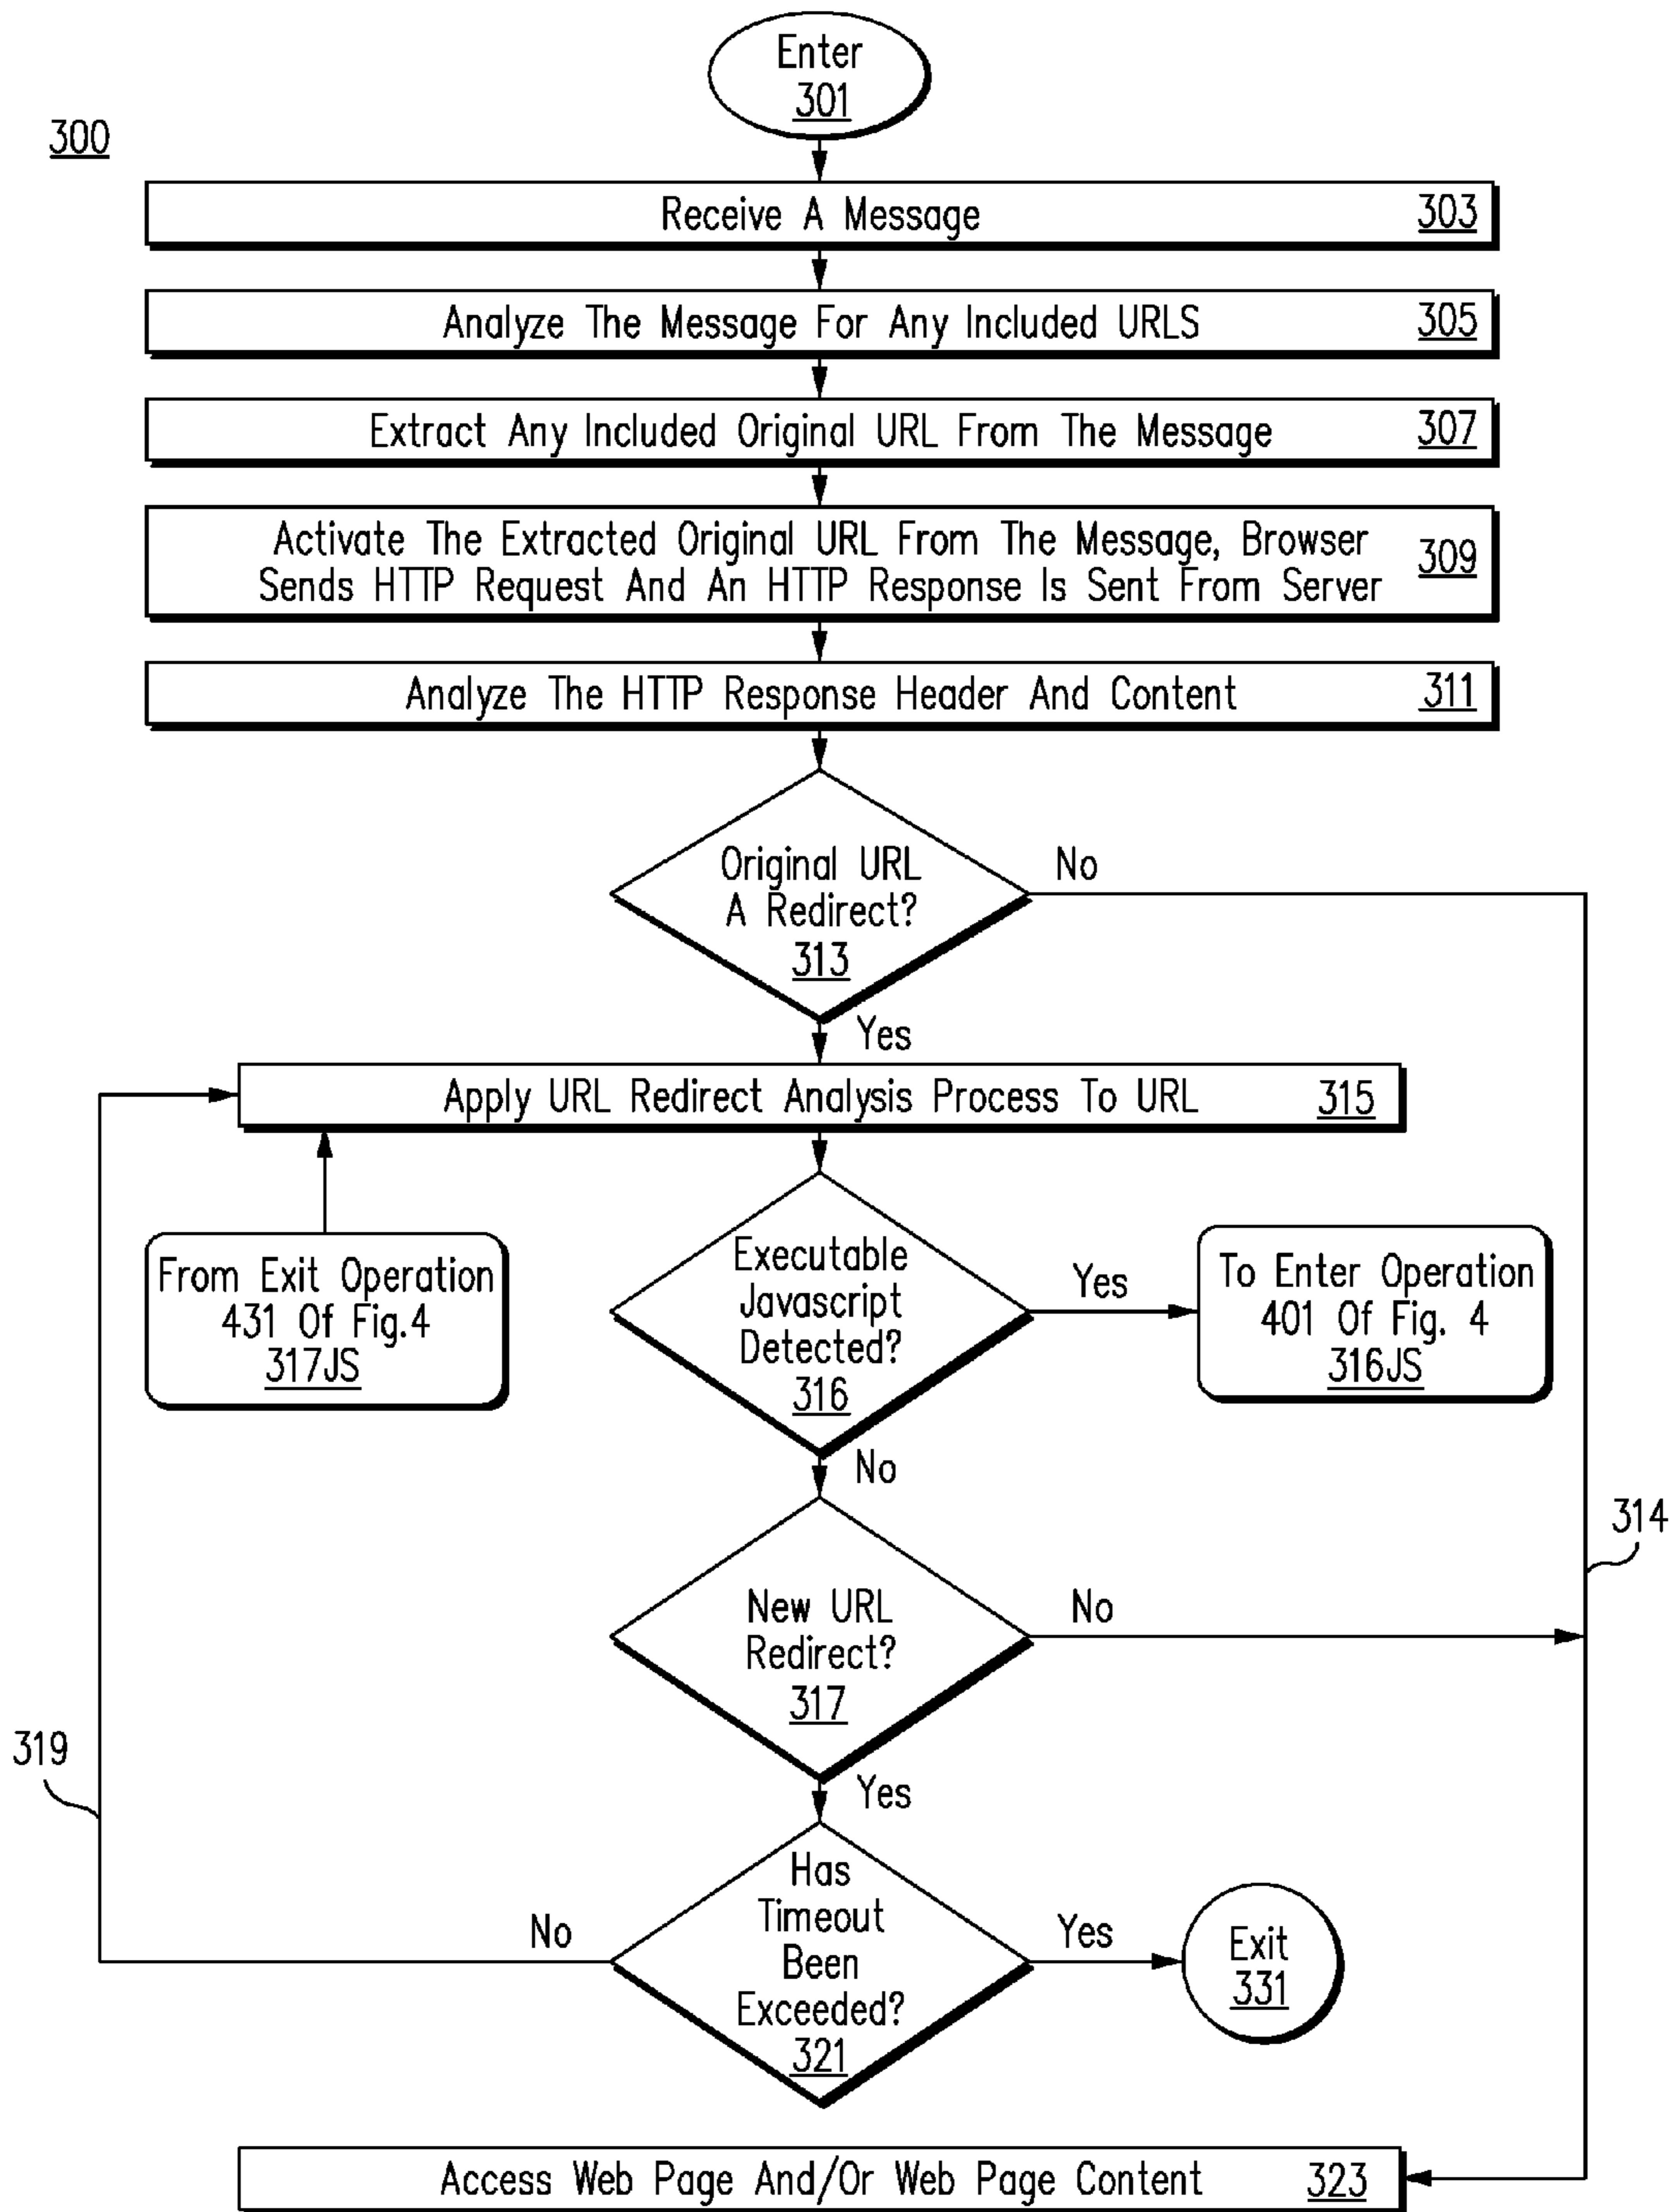 Enter
301
300
Receive A Message 303
Analyze The Message For Any Included URLS 305
Extract Any Included Original URL From The Message 307
Activate The Extracted Original URL From The Message, Browser
Sends HTTP Request And An HTTP Response Is Sent From Server
309
Analyze The HTTP Response Header And Content 311
Original URL
A Redirect?
313
No
Yes
Apply URL Redirect Analysis Process To URL 315
From Exit Operation
431 Of Fig.4
317JS
Executable
Javascript
Detected?
316
Yes
To Enter Operation
401 Of Fig. 4
316JS
No
314
New URL
Redirect?
317
No
319
Yes
Has
Timeout
Been
Exceeded?
321
No
Yes
Exit
331
Access Web Page And/Or Web Page Content 323